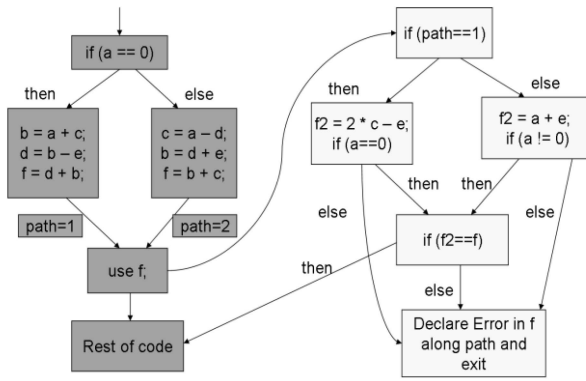 if (a == 0)
then
else
b = a + c;
d = b – e;
f = d + b;
c = a – d;
b = d + e;
f = b + c;
path=1
path=2
use f;
Rest of code
if (path==1)
then
else
f2 = 2 * c – e;
if (a==0)
f2 = a + e;
if (a != 0)
then
then
else
else
if (f2==f)
then
else
Declare Error in f
along path and
exit